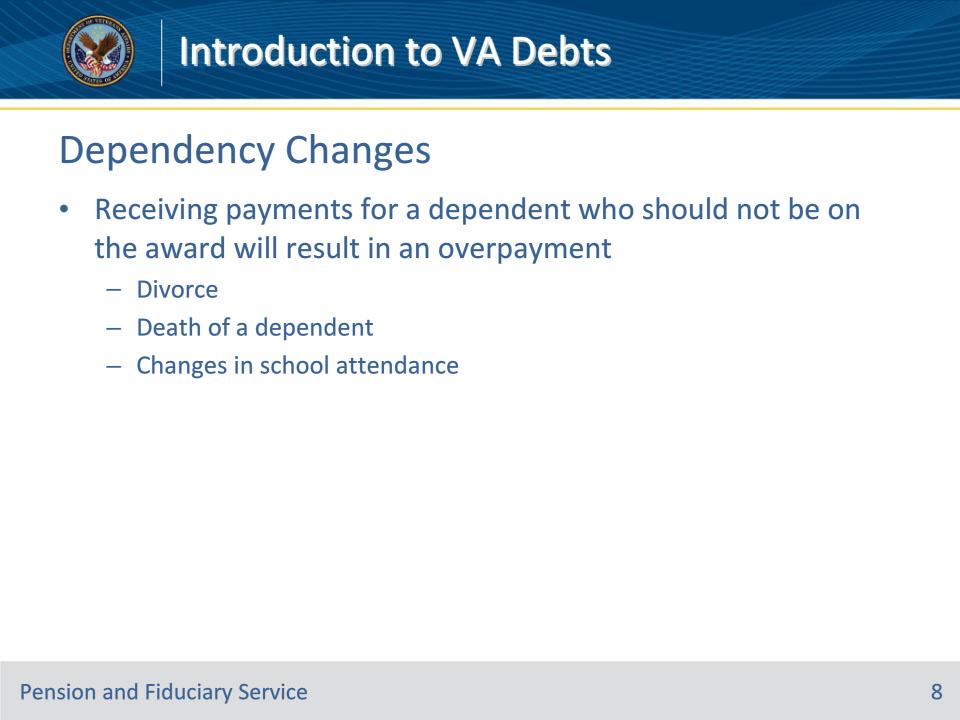 Introduction to VA Debts
Dependency Changes
• Receiving payments for a dependent who should not be on
the award will result in an overpayment
– Divorce
– Death of a dependent
– Changes in school attendance
Pension and Fiduciary Service
8